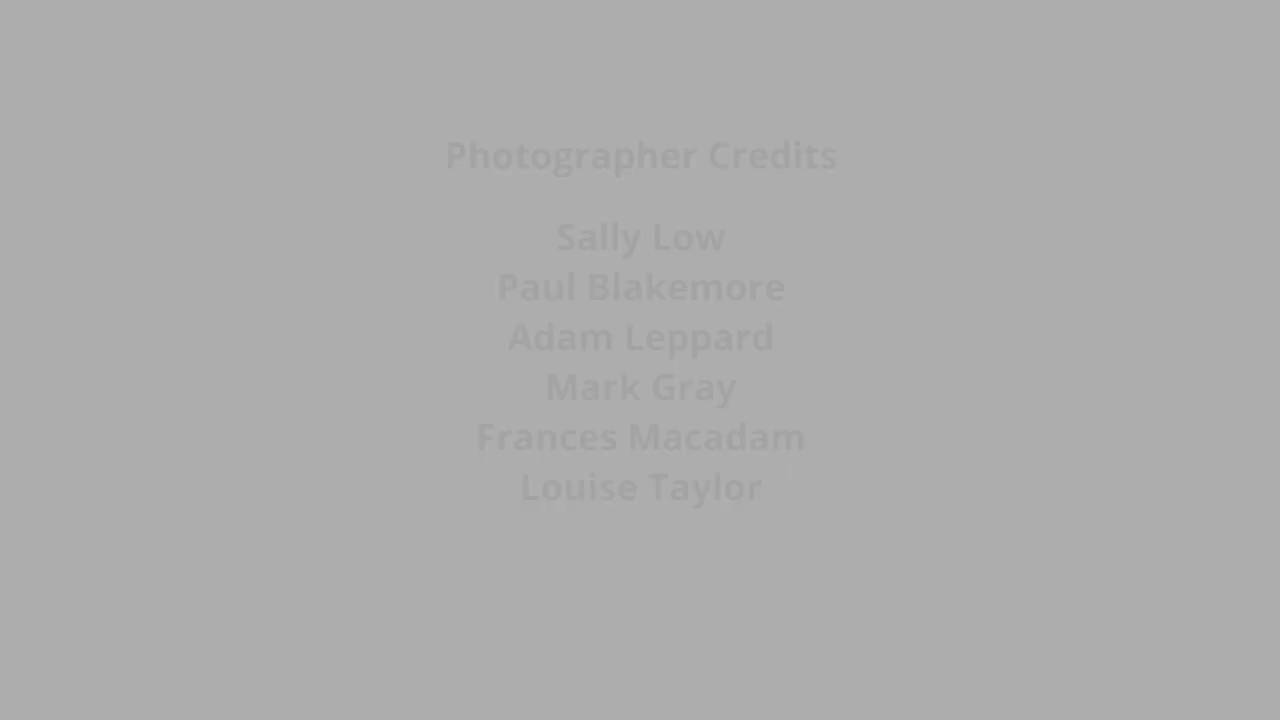 Photographer Credits
Sally Low
Paul Blakemore
Adam Leppard
Mark Gray
Frances Macadam
Louise Taylor